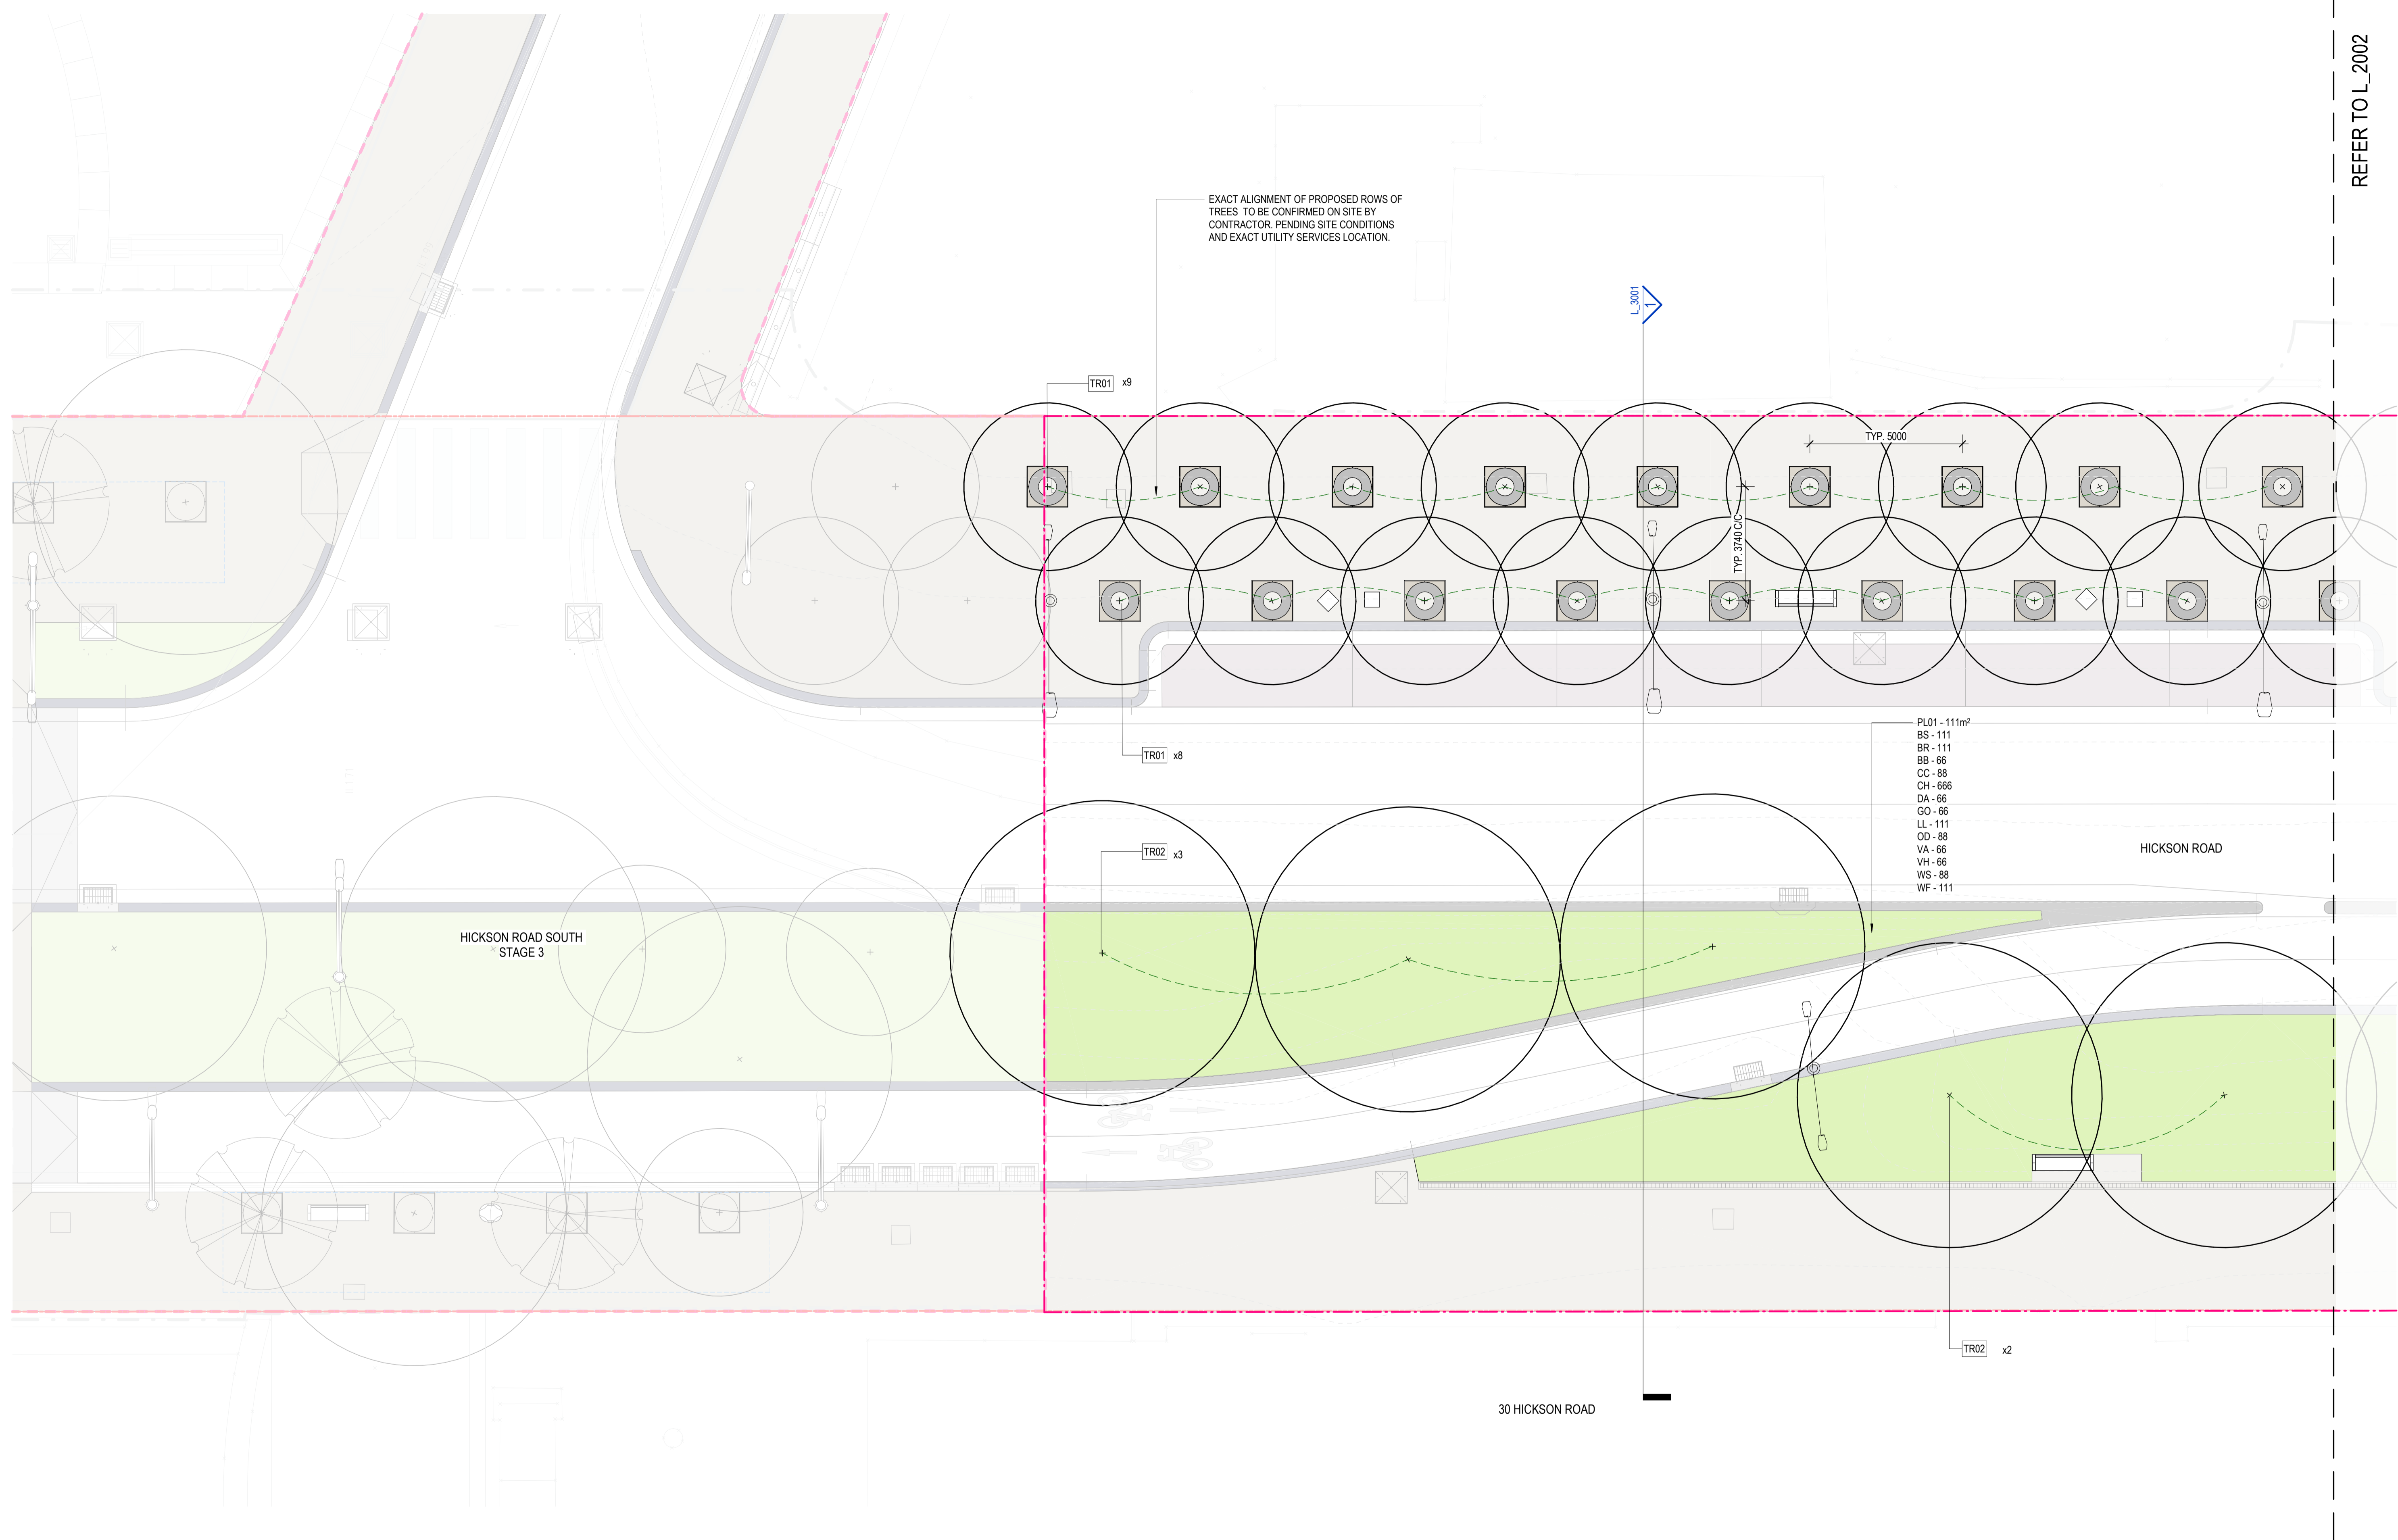 REFER TO L_2002
EXACT ALIGNMENT OF PROPOSED ROWS OF
TREES TO BE CONFIRMED ON SITE BY
CONTRACTOR. PENDING SITE CONDITIONS
AND EXACT UTILITY SERVICES LOCATION.
L_3001
1
TR01 x9
TYP. 5000
TYP. 3740 C/C
TR01 x8
PL01 - 111m²
BS - 111
BR - 111
BB - 66
CC - 88
CH - 666
DA - 66
GO - 66
LL - 111
OD - 88
VA - 66
VH - 66
WS - 88
WF - 111
TR02 x3
HICKSON ROAD
HICKSON ROAD SOUTH
STAGE 3
TR02 x2
30 HICKSON ROAD